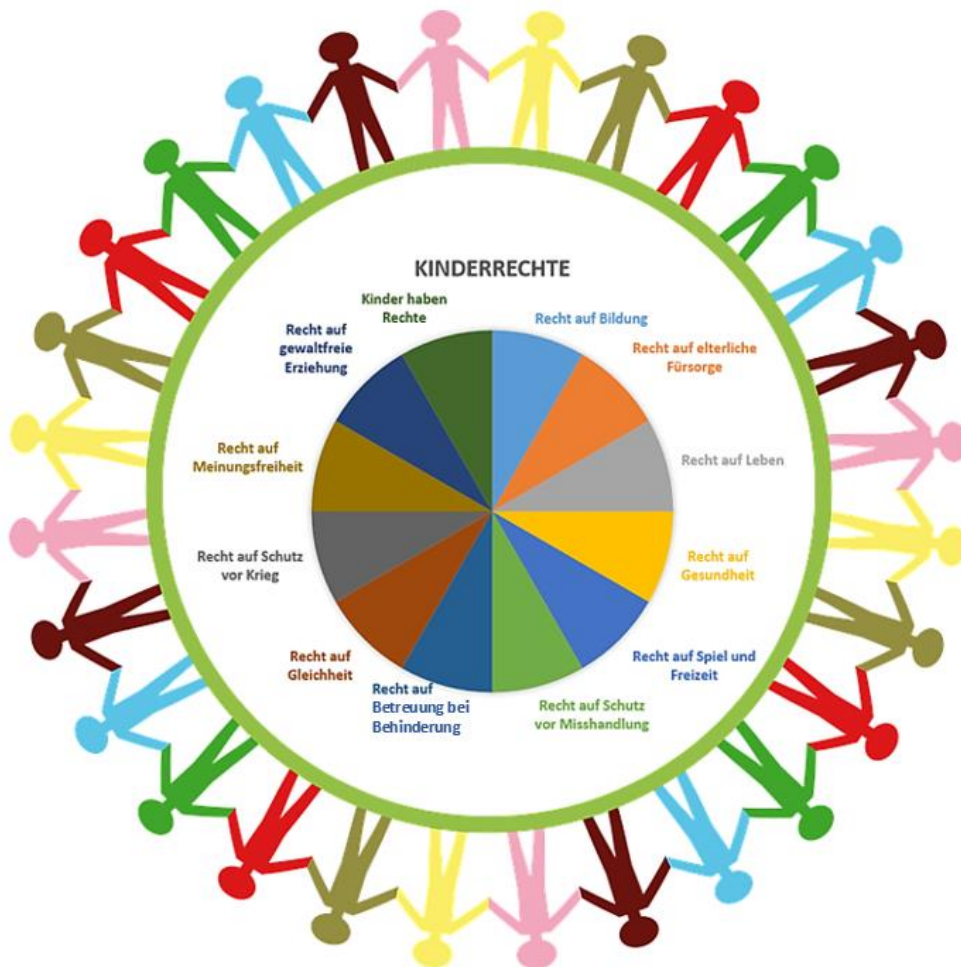 KINDERRECHTE
Kinder haben
Rechte
Recht auf Bildung
Recht auf elterliche
Fürsorge
Recht auf Leben
Recht auf
Gesundheit
Recht auf Spiel und
Freizeit
Recht auf Schutz
vor Misshandlung
Recht auf
Betreuung bei
Behinderung
Recht auf
Gleichheit
Recht auf Schutz
vor Krieg
Recht auf
Meinungsfreiheit
Recht auf
gewaltfreie
Erziehung